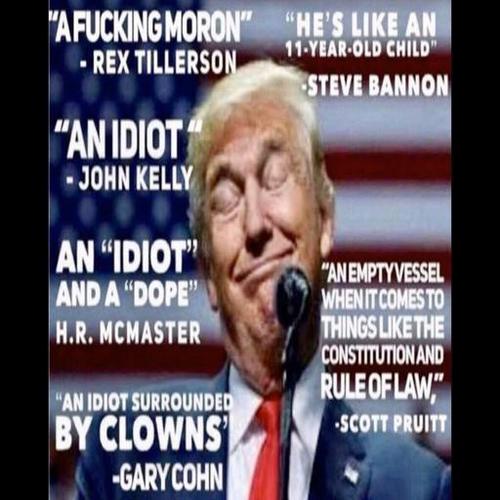 "A FUCKING MORON"
- REX TILLERSON
"HE'S LIKE AN
11-YEAR-OLD CHILD"
-STEVE BANNON
"AN IDIOT "
- JOHN KELLY
AN "IDIOT"
AND A "DOPE"
H.R. MCMASTER
"AN IDIOT SURROUNDED
BY CLOWNS'
-GARY COHN
"AN EMPTY VESSEL
WHEN IT COMES TO
THINGS LIKE THE
CONSTITUTION AND
RULE OF LAW,"
-SCOTT PRUITT